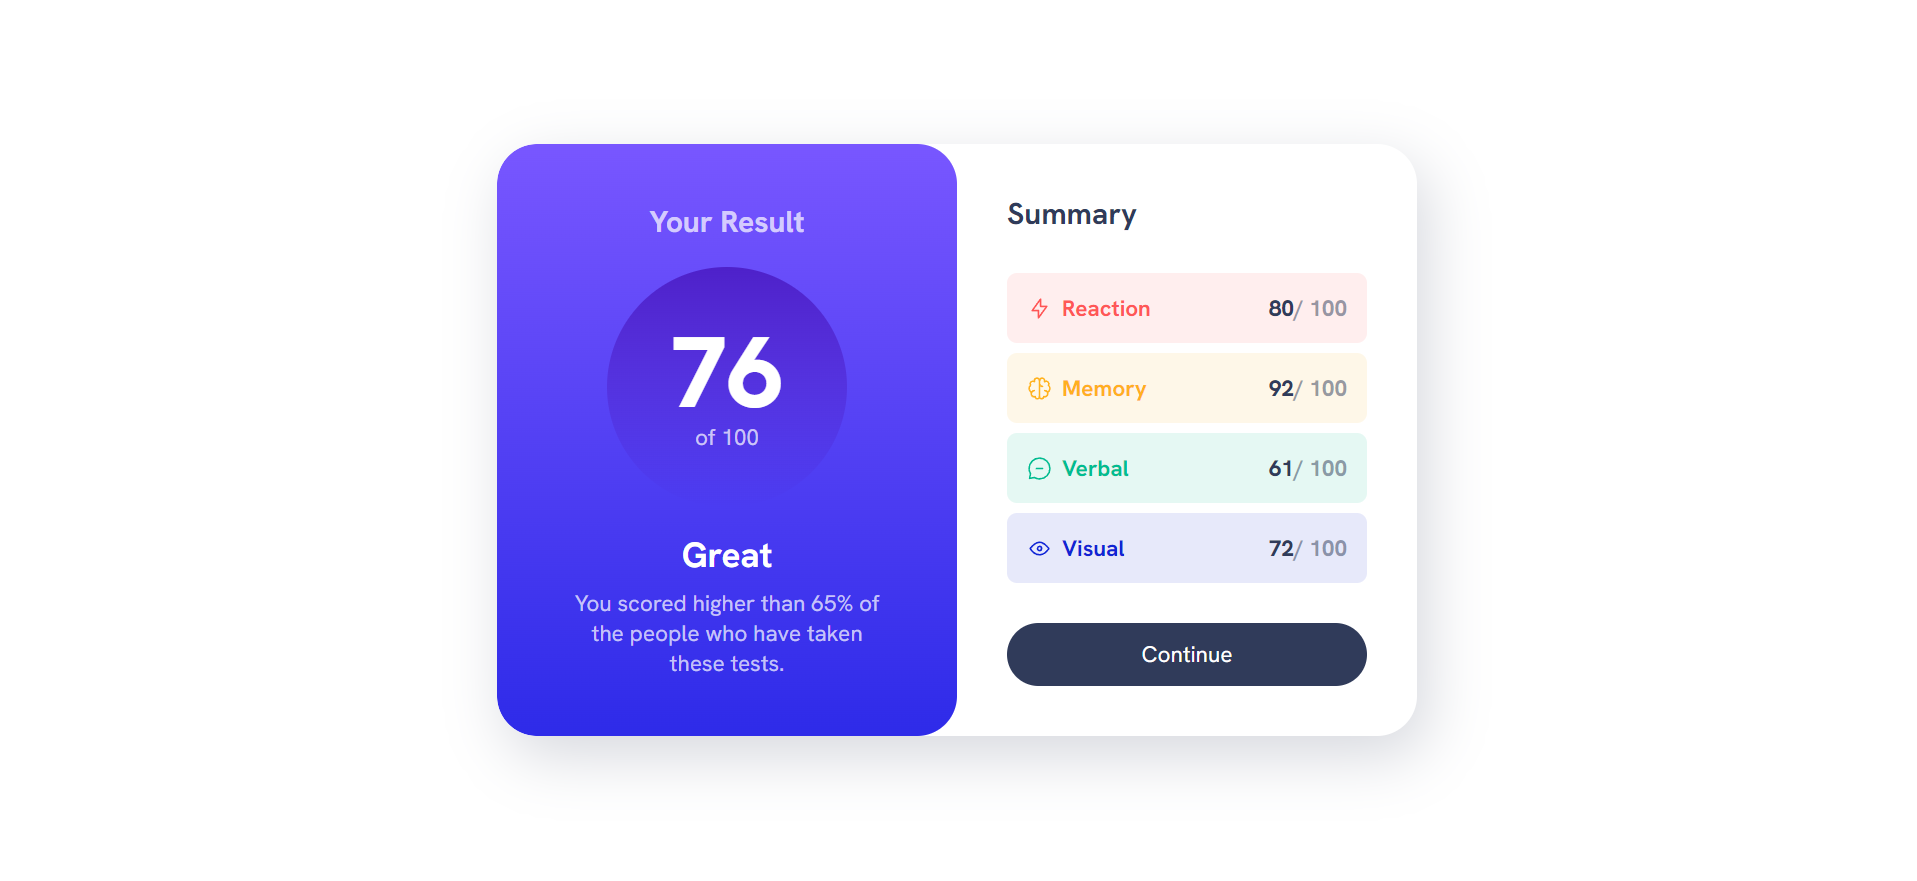 Your Result
76
of 100
Great
You scored higher than 65% of
the people who have taken
these tests.
Summary
Reaction 80/ 100
Memory 92/ 100
Verbal 61/ 100
Visual 72/ 100
Continue